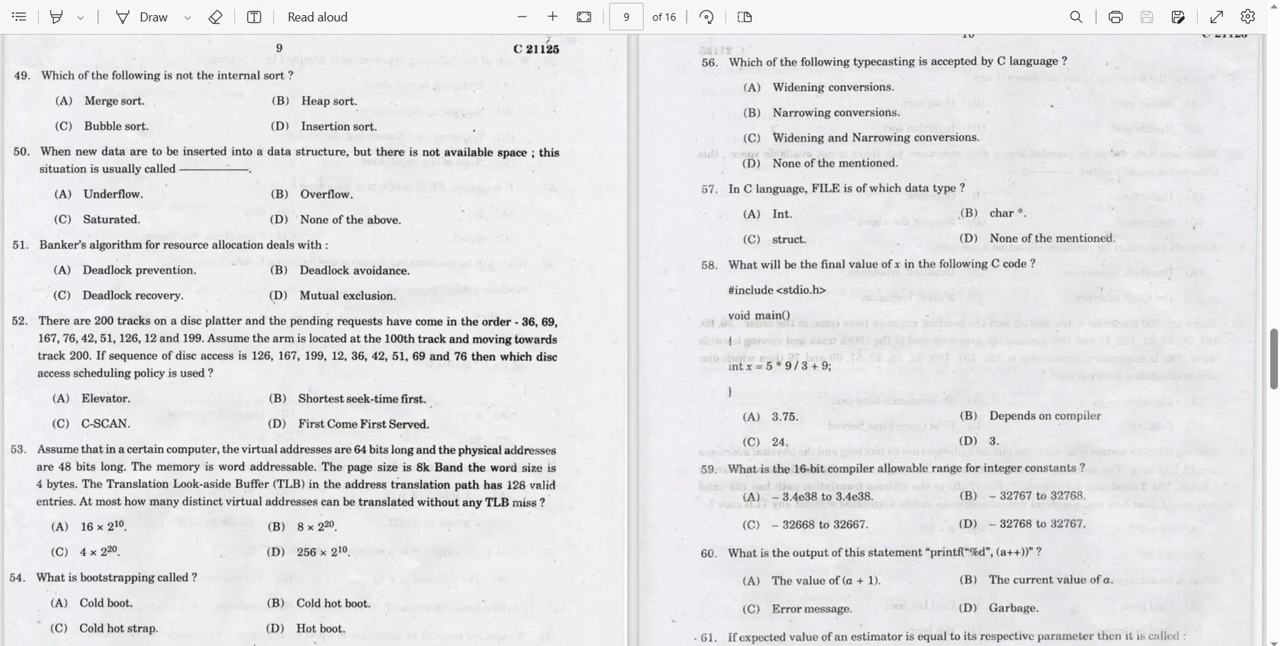 Draw
Read aloud
9
of 16
9
C 21125
49. Which of the following is not the internal sort ?
(A) Merge sort.
(B) Heap sort.
(C) Bubble sort.
(D) Insertion sort.
50. When new data are to be inserted into a data structure, but there is not available space ; this
situation is usually called ————.
(A) Underflow.
(B) Overflow.
(C) Saturated.
(D) None of the above.
51. Banker's algorithm for resource allocation deals with :
(A) Deadlock prevention.
(B) Deadlock avoidance.
(C) Deadlock recovery.
(D) Mutual exclusion.
52. There are 200 tracks on a disc platter and the pending requests have come in the order - 36, 69,
167, 76, 42, 51, 126, 12 and 199. Assume the arm is located at the 100th track and moving towards
track 200. If sequence of disc access is 126, 167, 199, 12, 36, 42, 51, 69 and 76 then which disc
access scheduling policy is used ?
(A) Elevator.
(B) Shortest seek-time first.
(C) C-SCAN.
(D) First Come First Served.
53. Assume that in a certain computer, the virtual addresses are 64 bits long and the physical addresses
are 48 bits long. The memory is word addressable. The page size is 8k Band the word size is
4 bytes. The Translation Look-aside Buffer (TLB) in the address translation path has 128 valid
entries. At most how many distinct virtual addresses can be translated without any TLB miss ?
(A) 16 × 2¹⁰.
(B) 8 × 2²⁰.
(C) 4 × 2²⁰.
(D) 256 × 2¹⁰.
54. What is bootstrapping called ?
(A) Cold boot.
(B) Cold hot boot.
(C) Cold hot strap.
(D) Hot boot.
10
C 21125
56. Which of the following typecasting is accepted by C language ?
(A) Widening conversions.
(B) Narrowing conversions.
(C) Widening and Narrowing conversions.
(D) None of the mentioned.
57. In C language, FILE is of which data type ?
(A) Int.
(B) char *.
(C) struct.
(D) None of the mentioned.
58. What will be the final value of x in the following C code ?
#include <stdio.h>
void main()
{
int x = 5 * 9 / 3 + 9;
}
(A) 3.75.
(B) Depends on compiler
(C) 24.
(D) 3.
59. What is the 16-bit compiler allowable range for integer constants ?
(A) – 3.4e38 to 3.4e38.
(B) – 32767 to 32768.
(C) – 32668 to 32667.
(D) – 32768 to 32767.
60. What is the output of this statement “printf(“%d”, (a++))” ?
(A) The value of (a + 1).
(B) The current value of a.
(C) Error message.
(D) Garbage.
61. If expected value of an estimator is equal to its respective parameter then it is called :